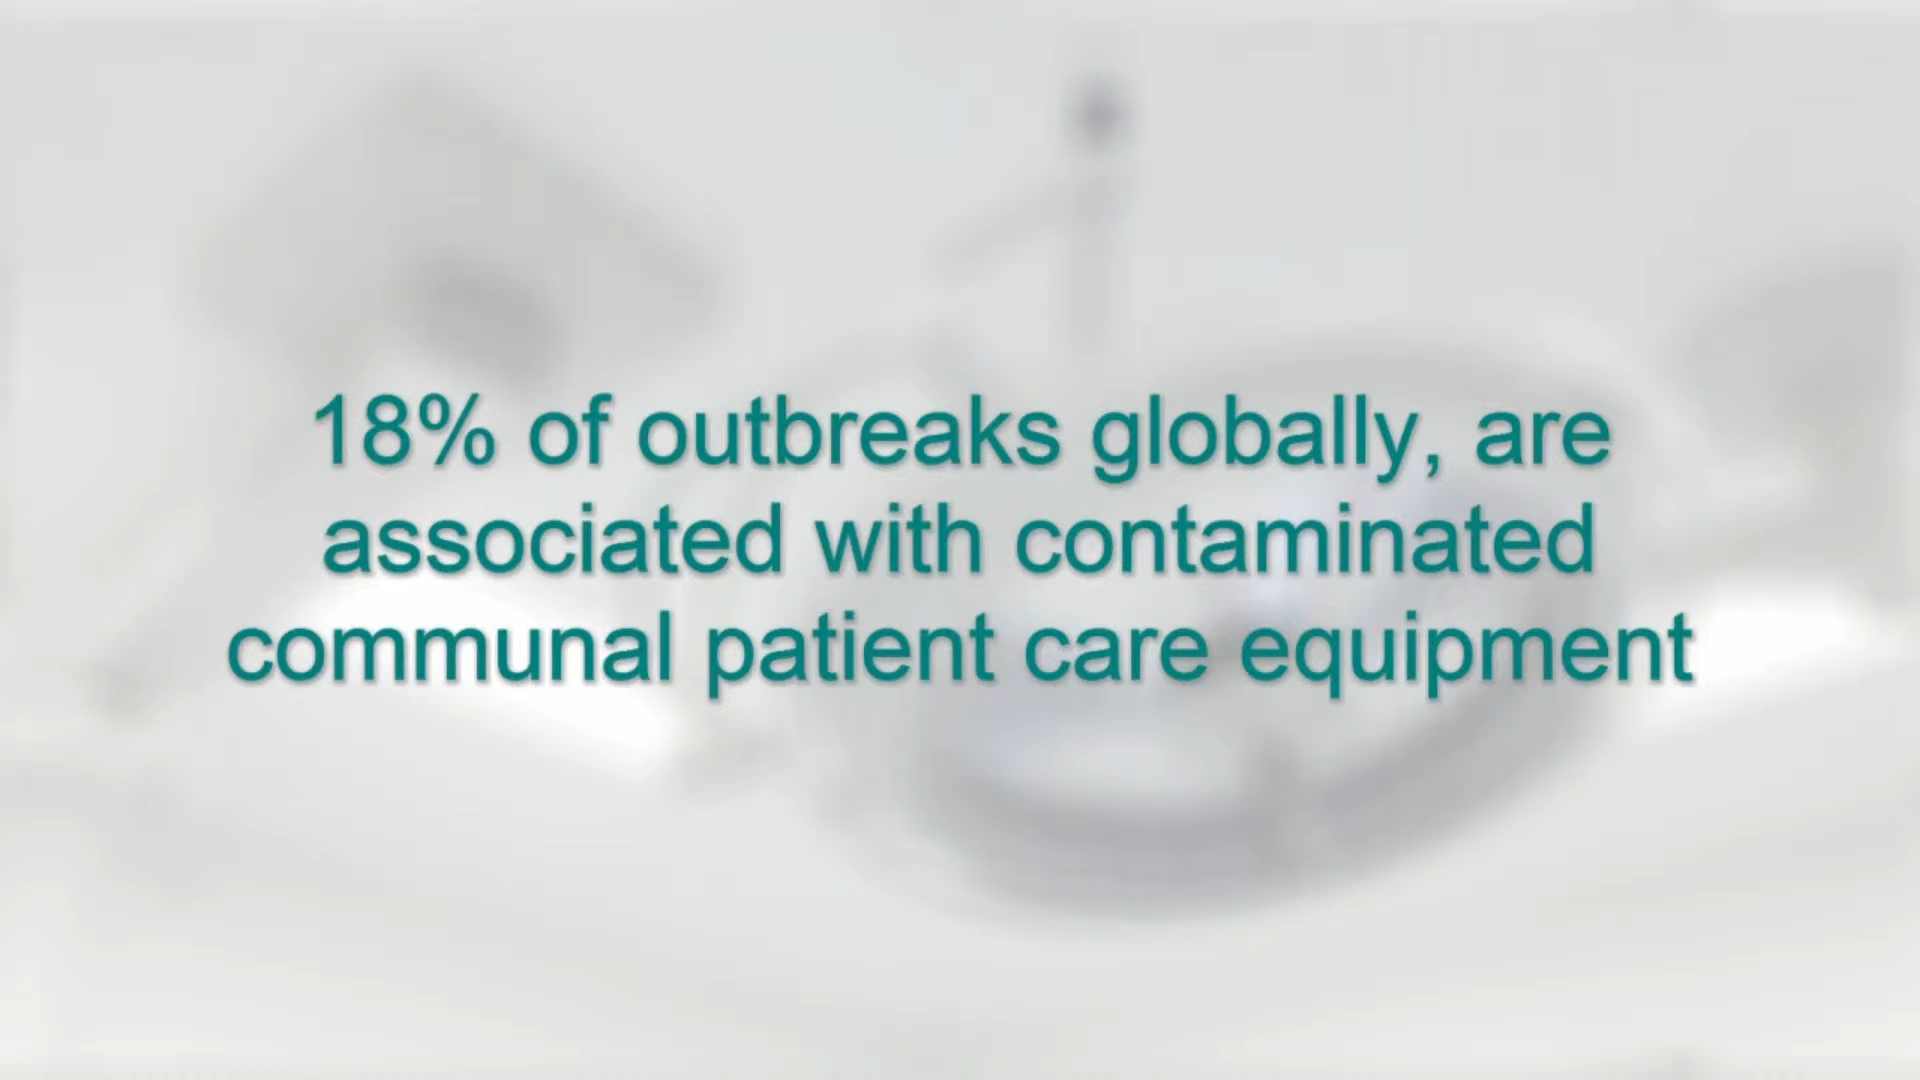 18% of outbreaks globally, are
associated with contaminated
communal patient care equipment